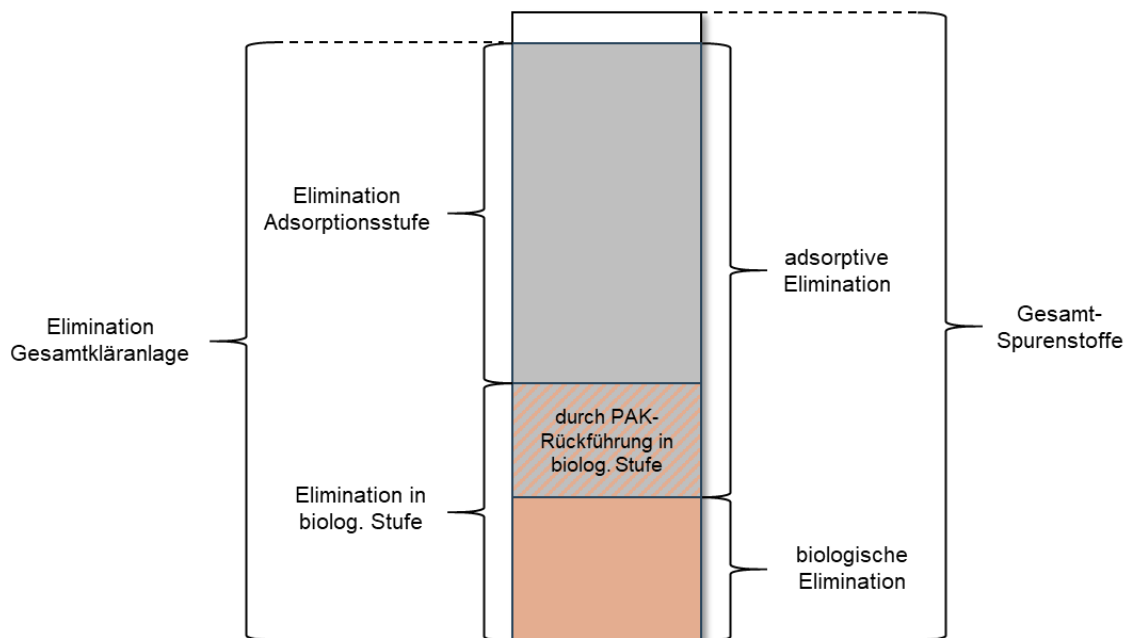 Elimination
Gesamtkläranlage
Elimination
Adsorptionsstufe
Elimination in
biolog. Stufe
durch PAK-
Rückführung in
biolog. Stufe
adsorptive
Elimination
biologische
Elimination
Gesamt-
Spurenstoffe